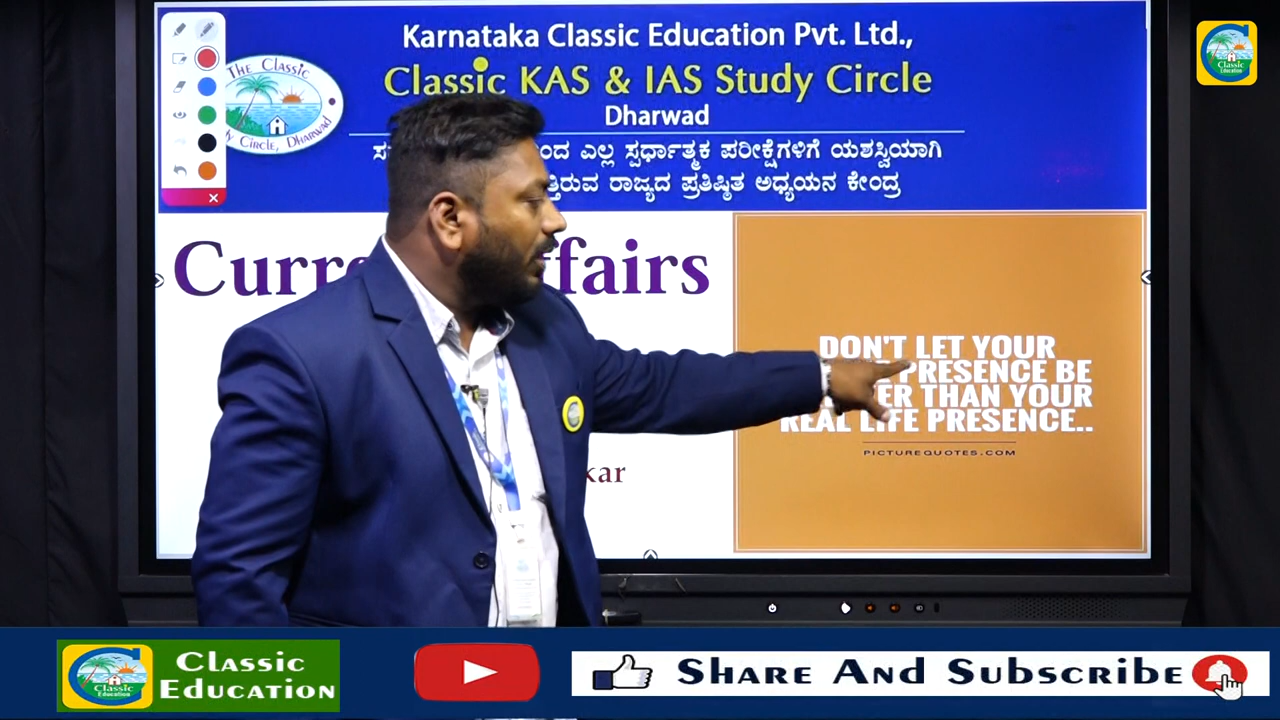 Karnataka Classic Education Pvt. Ltd.,
Classic KAS & IAS Study Circle
Dharwad
ಎಲ್ಲ ಸ್ಪರ್ಧಾತ್ಮಕ ಪರೀಕ್ಷೆಗಳಿಗೆ ಯಶಸ್ವಿಯಾಗಿ
ರಾಜ್ಯದ ಪ್ರತಿಷ್ಠಿತ ಅಧ್ಯಯನ ಕೇಂದ್ರ
The Classic
Circle, Dharwad
Classic
Education
DON'T LET YOUR
PRESENCE BE
THAN YOUR
REAL LIFE PRESENCE..
PICTUREQUOTES.COM
Classic
Education
Classic
Education
Share And Subscribe